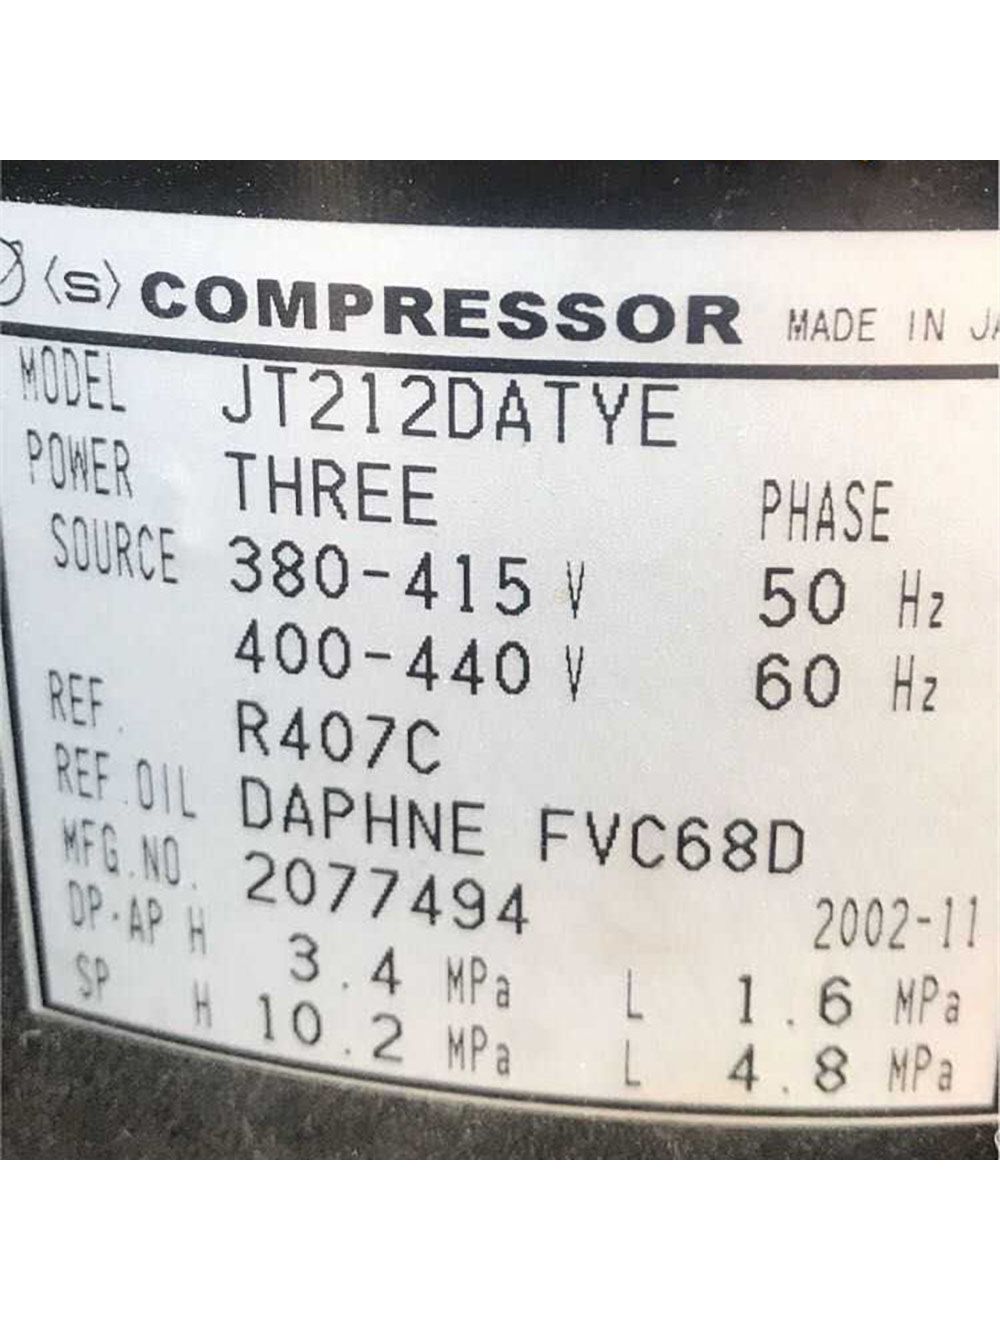 ⟨S⟩ COMPRESSOR MADE IN JA
MODEL JT212DATYE
POWER THREE PHASE
SOURCE 380-415 V 50 Hz
400-440 V 60 Hz
REF. R407C
REF.OIL DAPHNE FVC68D
MFG.NO. 2077494 2002-11
DP·AP H 3.4 MPa L 1.6 MPa
SP H 10.2 MPa L 4.8 MPa